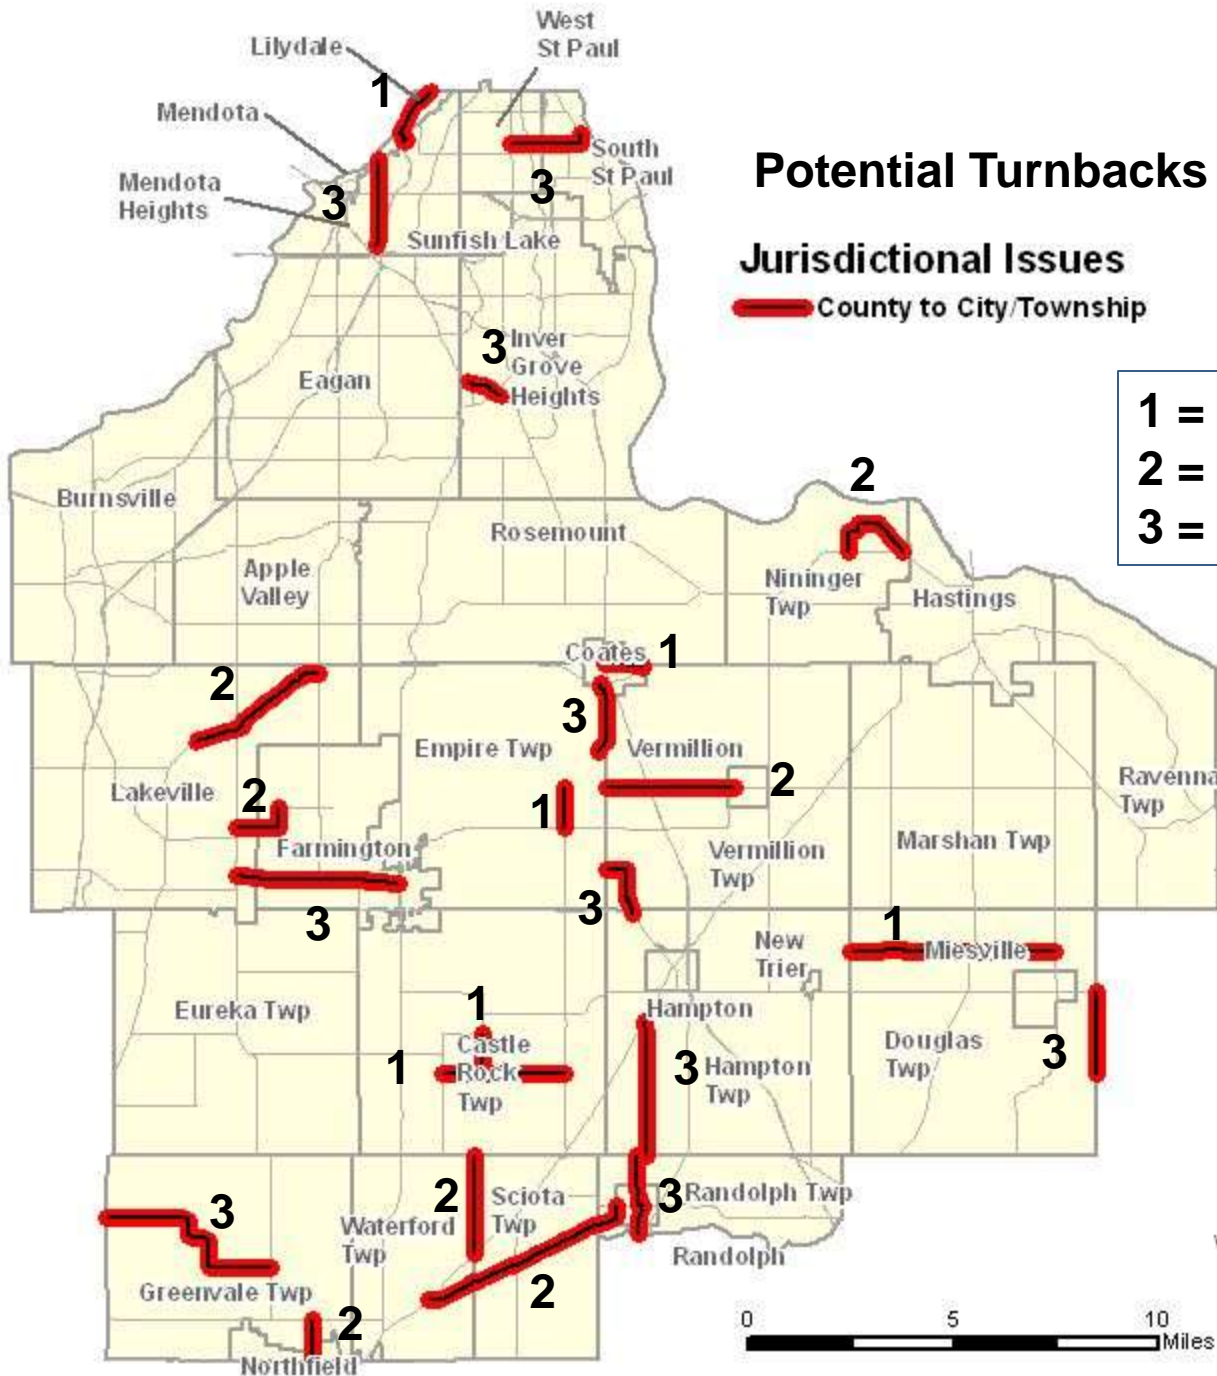 West
St Paul
Lilydale
1
Mendota
South
St Paul
Potential Turnbacks
Mendota
Heights
3
3
Sunfish Lake
Jurisdictional Issues
County to City/Township
3
Inver
Grove
Heights
Eagan
1 =
2 =
3 =
Burnsville
2
Rosemount
Apple
Valley
Nininger
Twp
Hastings
Coates
1
2
3
Empire Twp
Vermillion
2
Lakeville
2
1
Ravenna
Twp
Farmington
Vermillion
Twp
Marshan Twp
3
3
1
New
Trier
Miesville
Eureka Twp
1
Hampton
Castle
Rock
Twp
1
3
Hampton
Twp
Douglas
Twp
3
3
2
Sciota
Twp
3
Randolph Twp
Waterford
Twp
Randolph
Greenvale Twp
2
2
Northfield
0
5
10
Miles